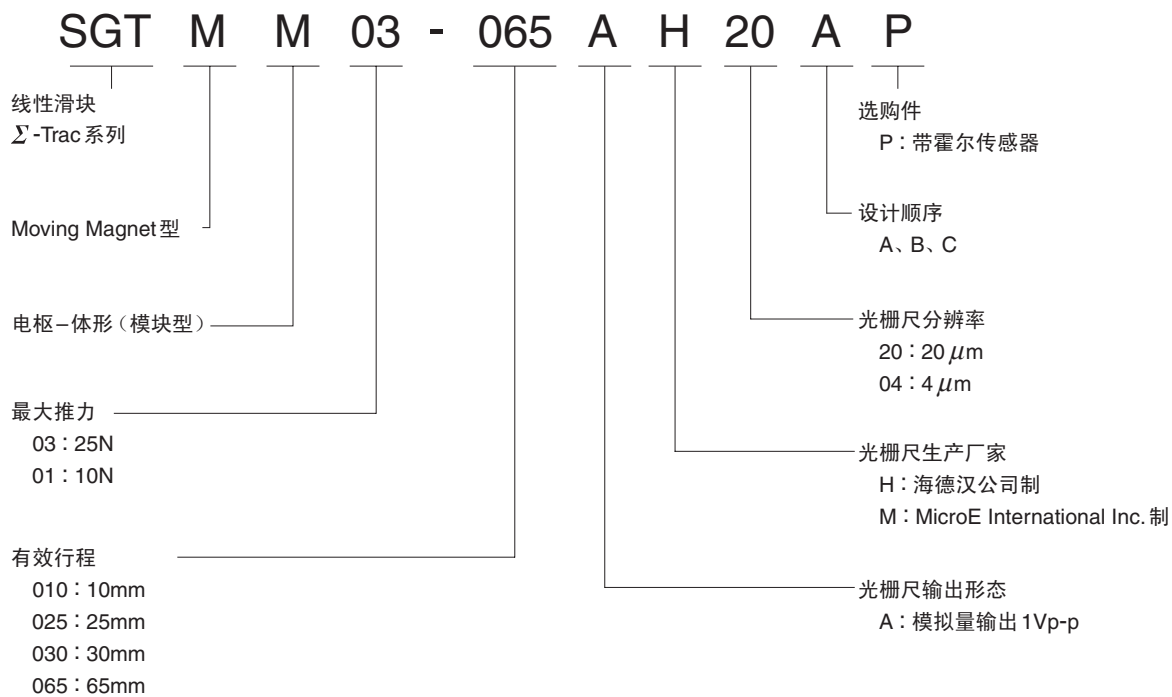 SGT M M 03 - 065 A H 20 A P
线性滑块
Σ-Trac系列
Moving Magnet型
电枢–体形（模块型）
最大推力
03：25N
01：10N
有效行程
010：10mm
025：25mm
030：30mm
065：65mm
选购件
P：带霍尔传感器
设计顺序
A、B、C
光栅尺分辨率
20：20μm
04：4μm
光栅尺生产厂家
H：海德汉公司制
M：MicroE International Inc.制
光栅尺输出形态
A：模拟量输出1Vp-p